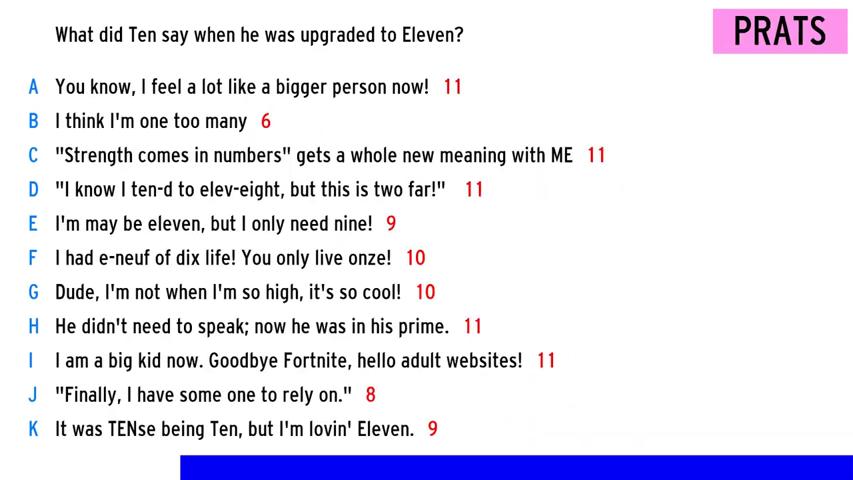 What did Ten say when he was upgraded to Eleven?
PRATS
A You know, I feel a lot like a bigger person now! 11
B I think I'm one too many 6
C "Strength comes in numbers" gets a whole new meaning with ME 11
D "I know I ten-d to elev-eight, but this is two far!" 11
E I'm may be eleven, but I only need nine! 9
F I had e-neuf of dix life! You only live onze! 10
G Dude, I'm not when I'm so high, it's so cool! 10
H He didn't need to speak; now he was in his prime. 11
I I am a big kid now. Goodbye Fortnite, hello adult websites! 11
J "Finally, I have some one to rely on." 8
K It was TENse being Ten, but I'm lovin' Eleven. 9